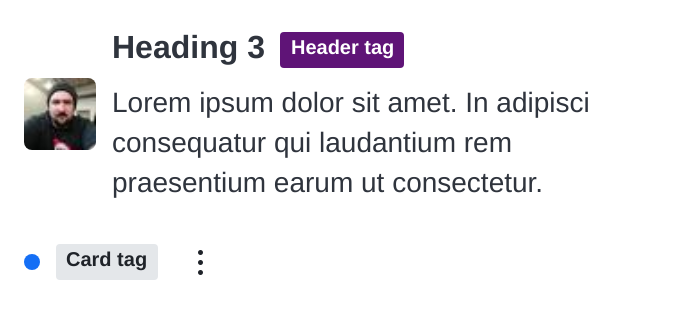 Heading 3 Header tag
Lorem ipsum dolor sit amet. In adipisci
consequatur qui laudantium rem
praesentium earum ut consectetur.
Card tag